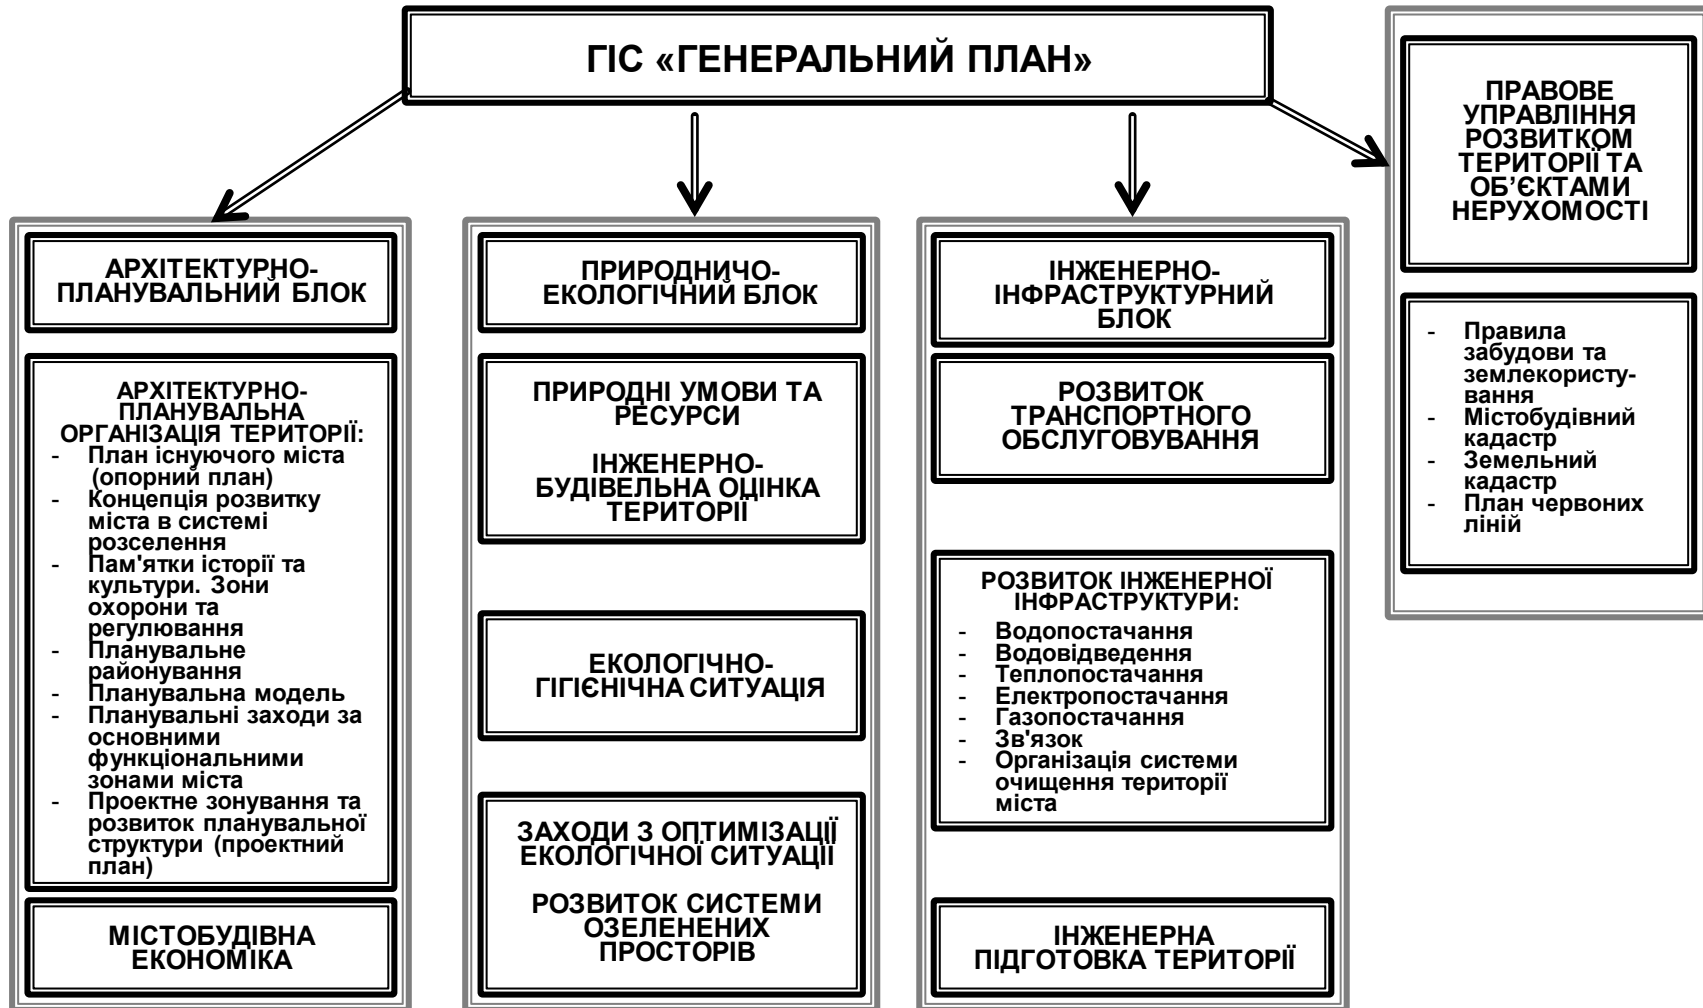 ГІС «ГЕНЕРАЛЬНИЙ ПЛАН»
АРХІТЕКТУРНО-
ПЛАНУВАЛЬНИЙ БЛОК
АРХІТЕКТУРНО-
ПЛАНУВАЛЬНА
ОРГАНІЗАЦІЯ ТЕРИТОРІЇ:
- План існуючого міста
(опорний план)
- Концепція розвитку
міста в системі
розселення
- Пам'ятки історії та
культури. Зони
охорони та
регулювання
- Планувальне
районування
- Планувальна модель
- Планувальні заходи за
основними
функціональними
зонами міста
- Проектне зонування та
розвиток планувальної
структури (проектний
план)
МІСТОБУДІВНА
ЕКОНОМІКА
ПРИРОДНИЧО-
ЕКОЛОГІЧНИЙ БЛОК
ПРИРОДНІ УМОВИ ТА
РЕСУРСИ
ІНЖЕНЕРНО-
БУДІВЕЛЬНА ОЦІНКА
ТЕРИТОРІЇ
ЕКОЛОГІЧНО-
ГІГІЄНІЧНА СИТУАЦІЯ
ЗАХОДИ З ОПТИМІЗАЦІЇ
ЕКОЛОГІЧНОЇ СИТУАЦІЇ
РОЗВИТОК СИСТЕМИ
ОЗЕЛЕНЕНИХ
ПРОСТОРІВ
ІНЖЕНЕРНО-
ІНФРАСТРУКТУРНИЙ
БЛОК
РОЗВИТОК
ТРАНСПОРТНОГО
ОБСЛУГОВУВАННЯ
РОЗВИТОК ІНЖЕНЕРНОЇ
ІНФРАСТРУКТУРИ:
- Водопостачання
- Водовідведення
- Теплопостачання
- Електропостачання
- Газопостачання
- Зв'язок
- Організація системи
очищення території
міста
ІНЖЕНЕРНА
ПІДГОТОВКА ТЕРИТОРІЇ
ПРАВОВЕ
УПРАВЛІННЯ
РОЗВИТКОМ
ТЕРИТОРІЇ ТА
ОБ’ЄКТАМИ
НЕРУХОМОСТІ
- Правила
забудови та
землекористу-
вання
- Містобудівний
кадастр
- Земельний
кадастр
- План червоних
ліній